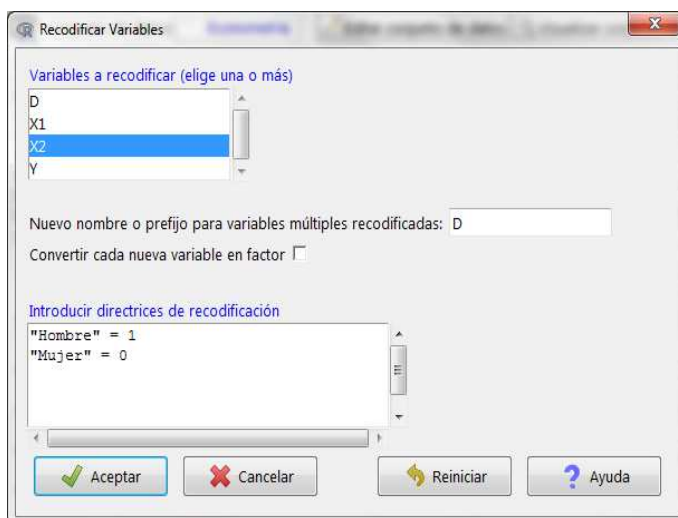 Recodificar Variables
Variables a recodificar (elige una o más)
D
X1
X2
Y
Nuevo nombre o prefijo para variables múltiples recodificadas: D
Convertir cada nueva variable en factor
Introducir directrices de recodificación
"Hombre" = 1
"Mujer" = 0
Aceptar
Cancelar
Reiniciar
Ayuda